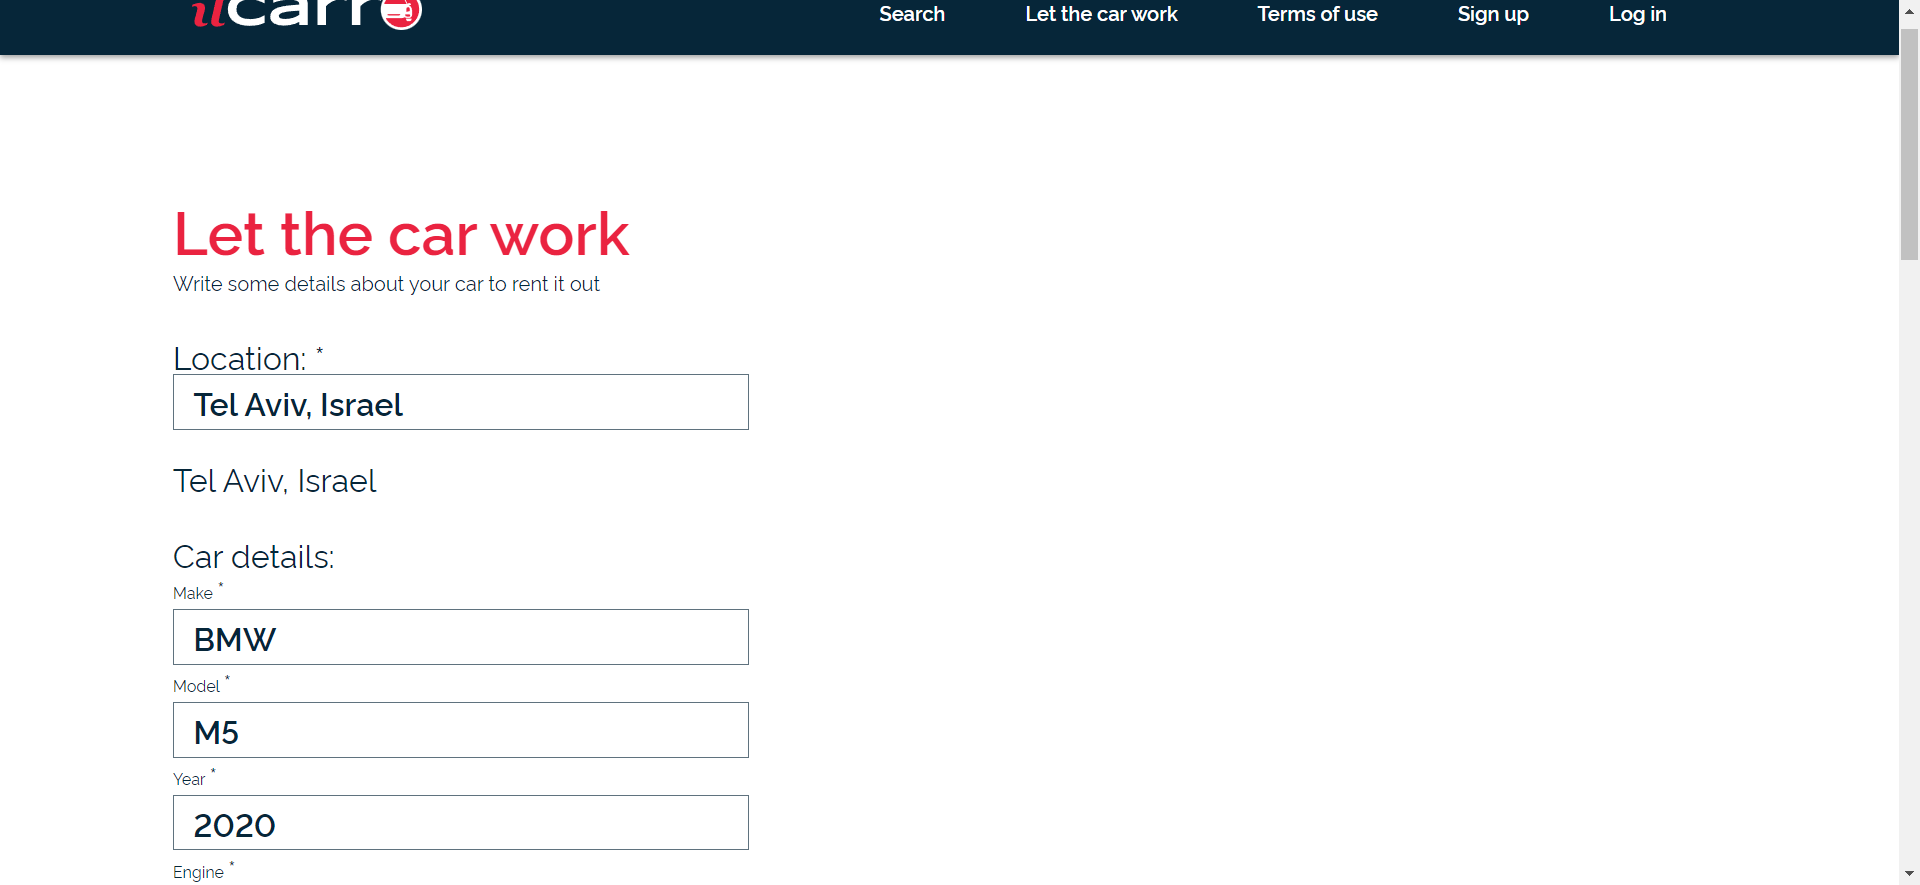 ilcarro
Search Let the car work Terms of use Sign up Log in
Let the car work
Write some details about your car to rent it out
Location: *
Tel Aviv, Israel
Tel Aviv, Israel
Car details:
Make *
BMW
Model *
M5
Year *
2020
Engine *